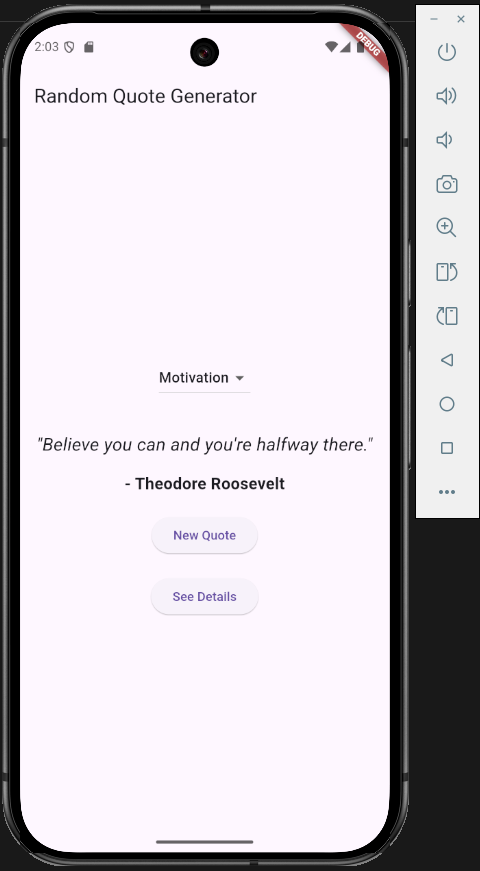 2:03
DEBUG
Random Quote Generator
Motivation
"Believe you can and you're halfway there."
- Theodore Roosevelt
New Quote
See Details